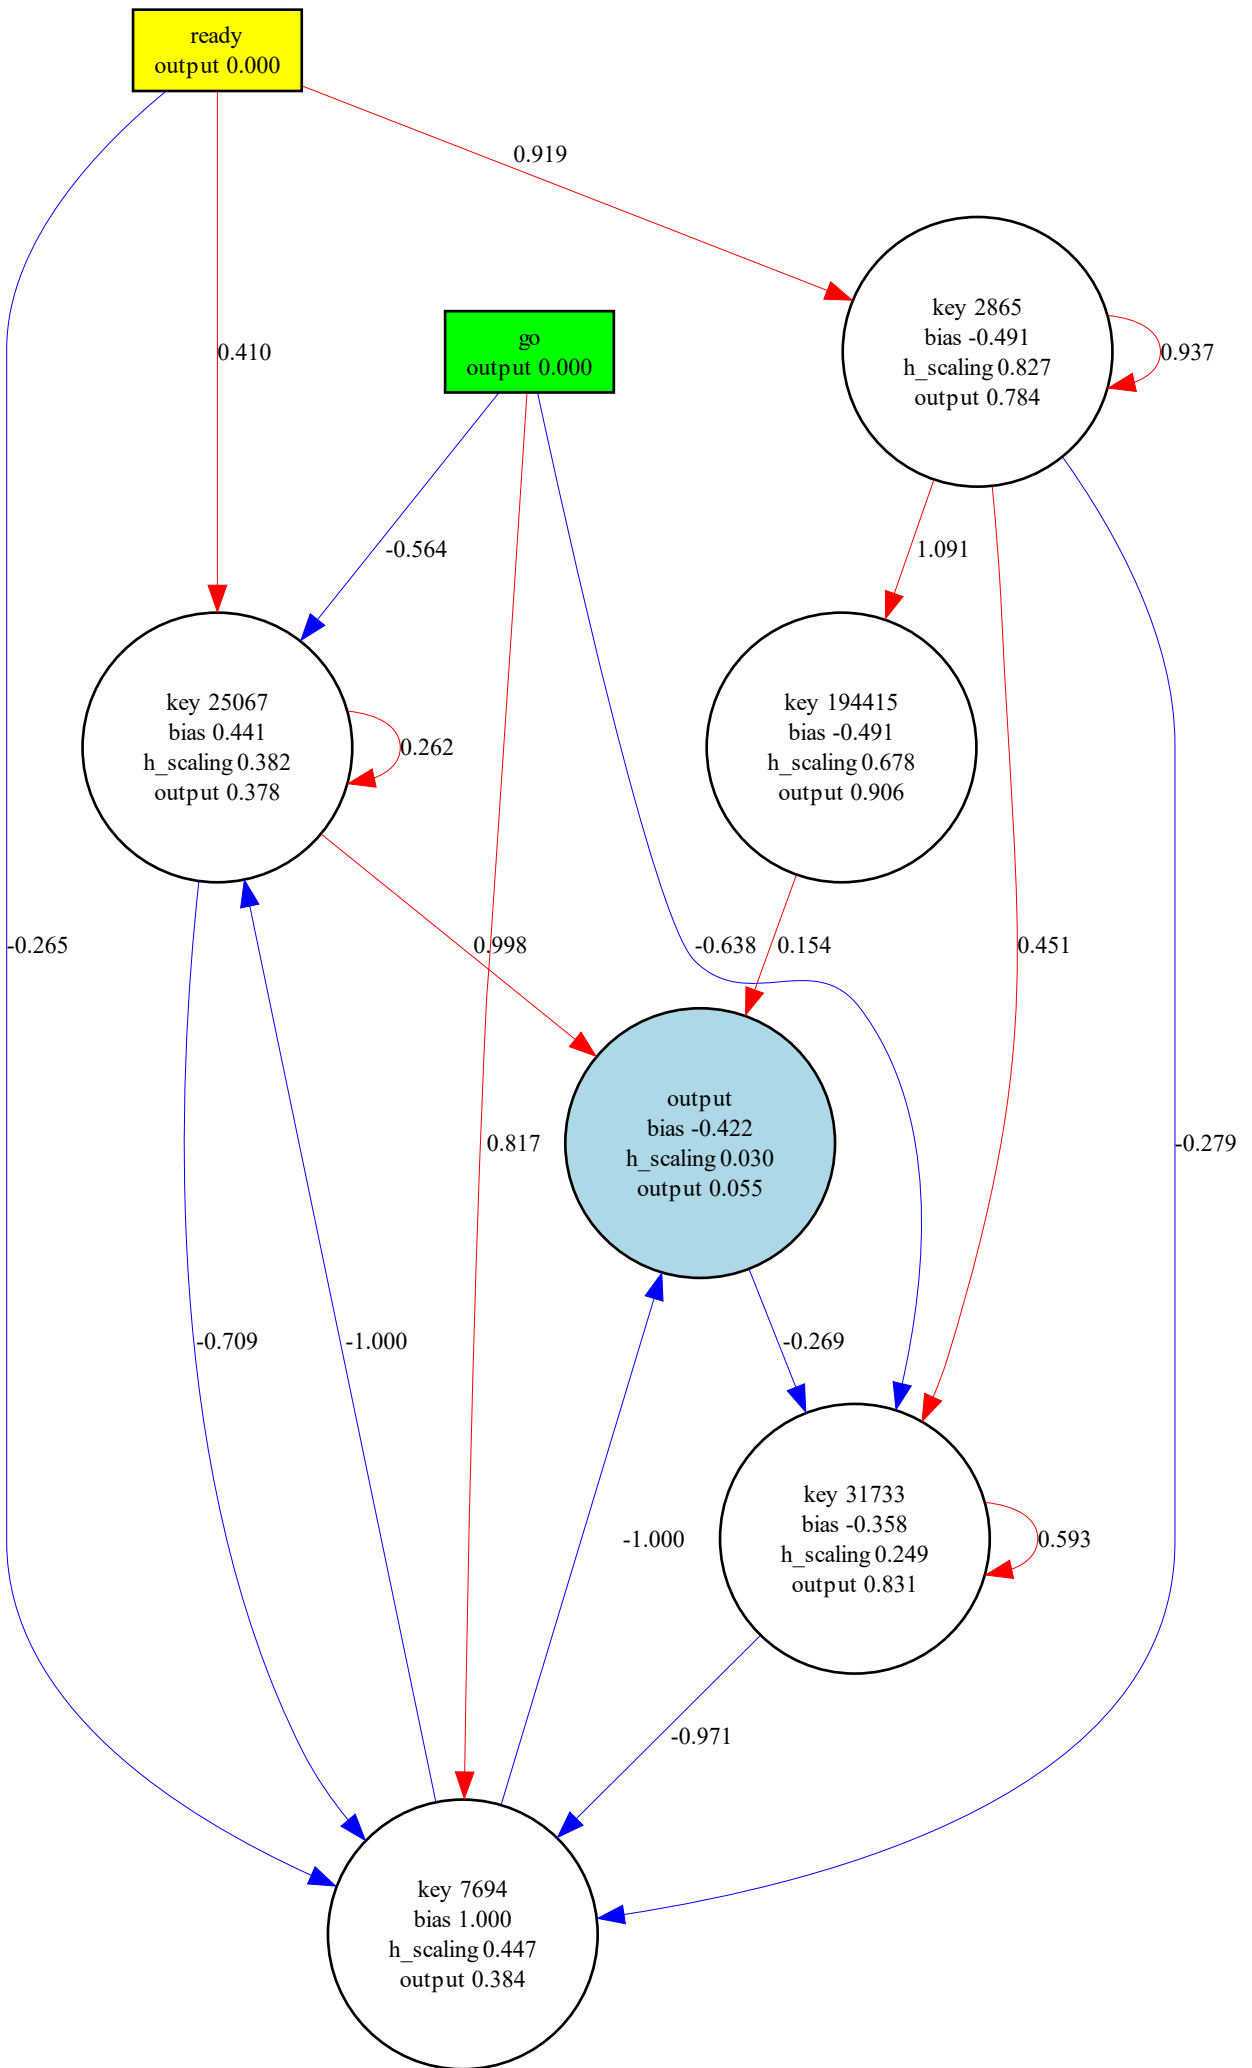 ready
output 0.000
0.919
key 2865
bias -0.491
h_scaling 0.827
output 0.784
0.937
go
output 0.000
0.410
-0.564
1.091
key 25067
bias 0.441
h_scaling 0.382
output 0.378
0.262
key 194415
bias -0.491
h_scaling 0.678
output 0.906
-0.265
0.998
-0.638
0.154
0.451
output
bias -0.422
h_scaling 0.030
output 0.055
0.817
-0.279
-0.709
-1.000
-0.269
key 31733
bias -0.358
h_scaling 0.249
output 0.831
0.593
-1.000
-0.971
key 7694
bias 1.000
h_scaling 0.447
output 0.384